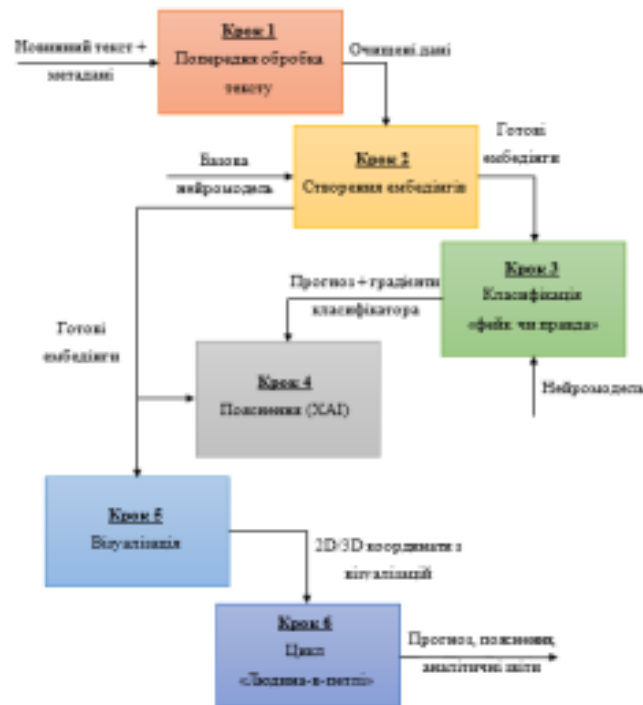 Новинний текст +
метадані
Крок 1
Попередня обробка
тексту
Очищені дані
Базова
нейромодель
Крок 2
Створення ембедінгів
Готові
ембедінги
Крок 3
Класифікація
«фейк чи правда»
Прогноз + градієнти
класифікатора
Нейромодель
Готові
ембедінги
Крок 4
Пояснення (XAI)
Крок 5
Візуалізація
2D/3D координати з
візуалізацій
Крок 6
Цикл
«Людина-в-петлі»
Прогноз, пояснення,
аналітичні звіти